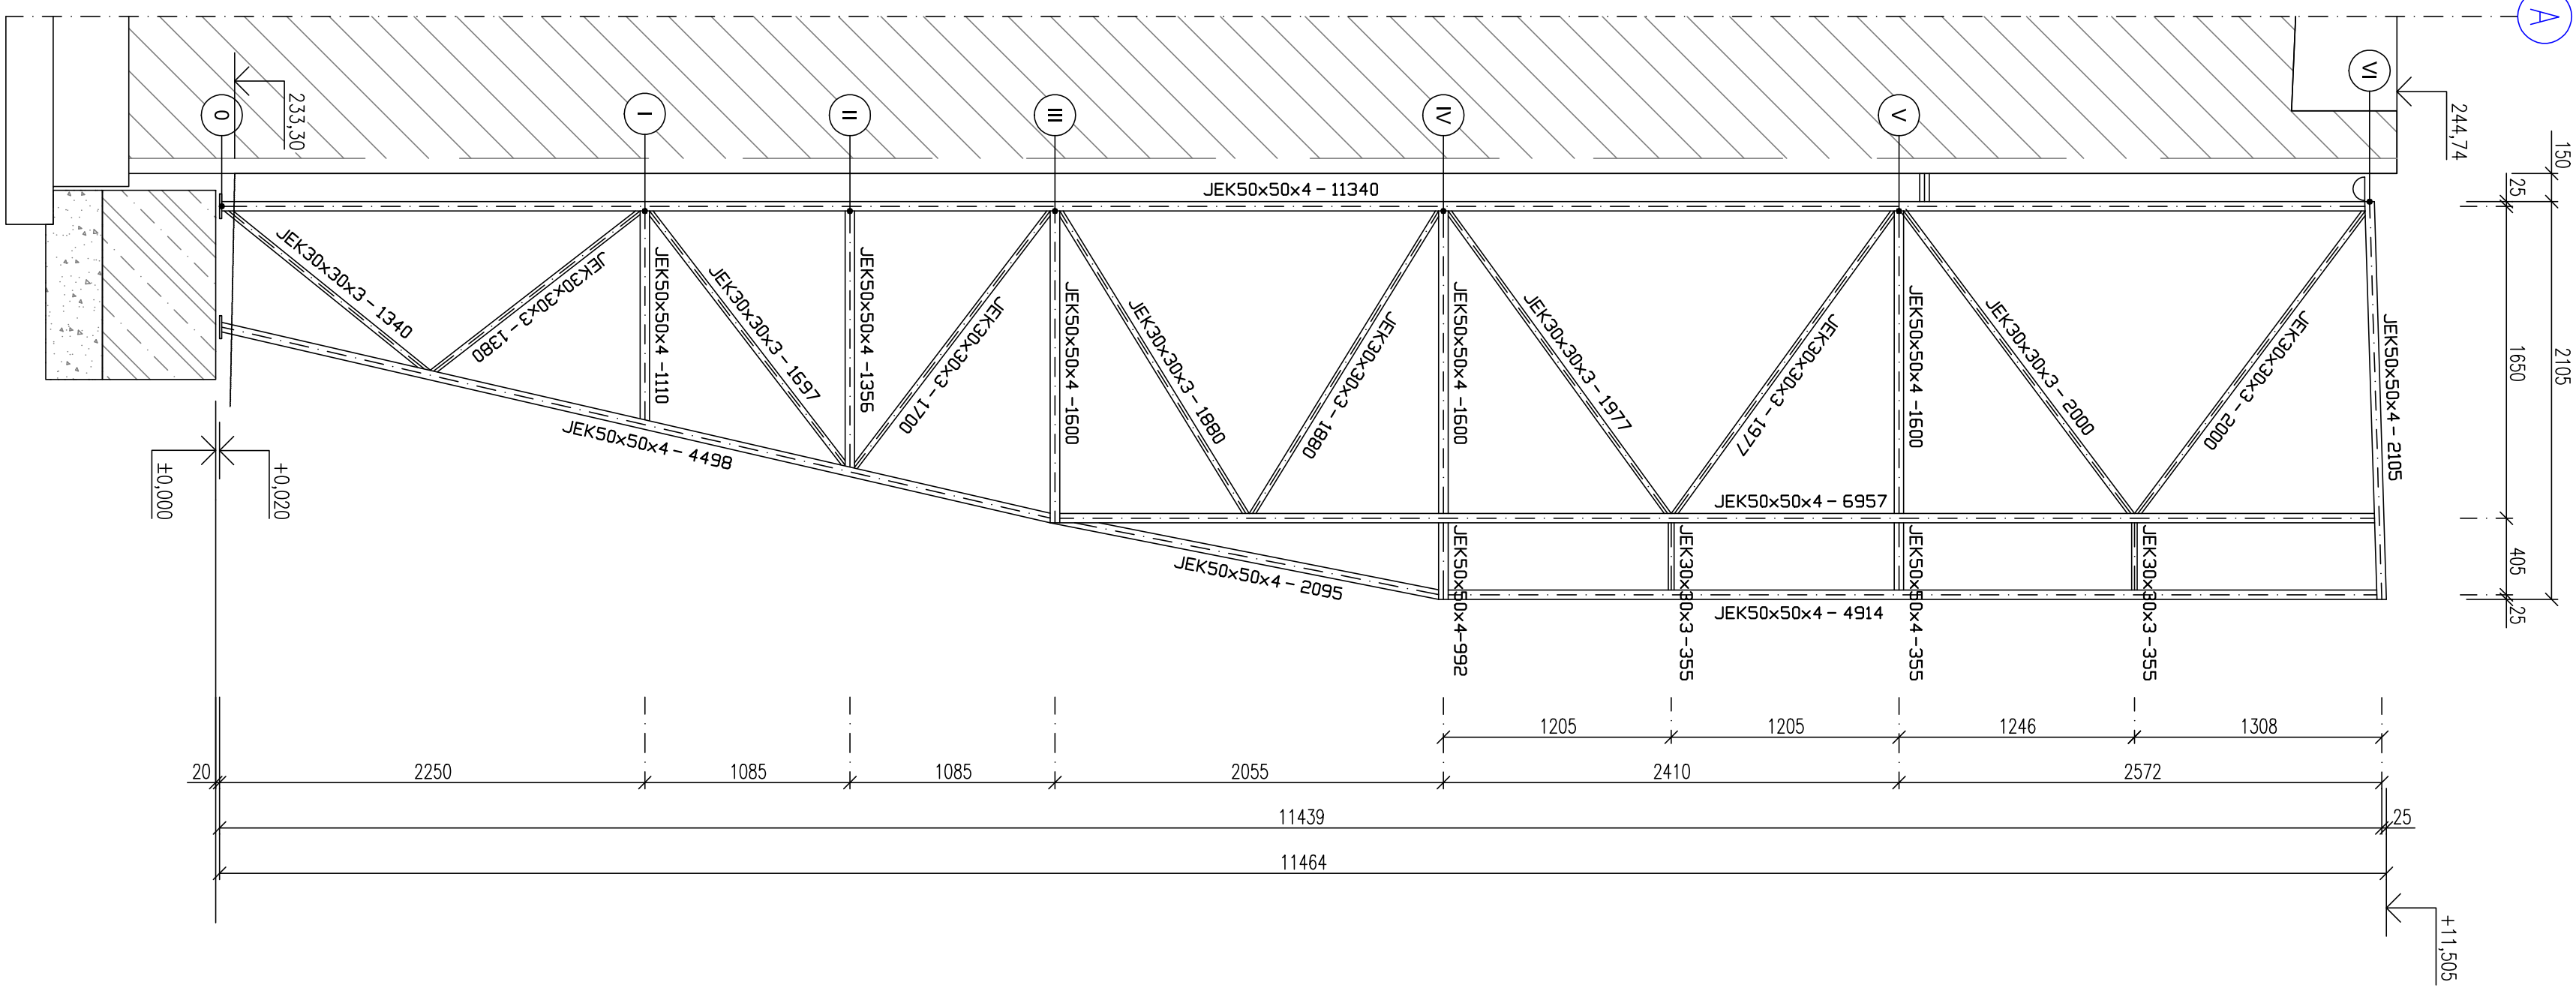 A
VI
244,74
150
25
2105
1650
405
25
0
I
II
III
IV
V
233,30
JEK50x50x4 - 11340
JEK30x30x3 - 1340
JEK30x30x3 - 1380
JEK50x50x4 -1110
JEK30x30x3 - 1697
JEK50x50x4 -1356
JEK30x30x3 - 1700
JEK50x50x4 -1600
JEK30x30x3 - 1880
JEK30x30x3 - 1880
JEK50x50x4 -1600
JEK30x30x3 - 1977
JEK30x30x3 - 1977
JEK50x50x4 -1600
JEK30x30x3 - 2000
JEK30x30x3 - 2000
JEK50x50x4 - 2105
JEK50x50x4 - 4498
JEK50x50x4 - 6957
JEK50x50x4 - 2095
JEK50x50x4-992
JEK30x30x3-355
JEK50x50x4-355
JEK30x30x3-355
JEK50x50x4 - 4914
±0,000
±0,020
1205
1205
1246
1308
20
2250
1085
1085
2055
2410
2572
11439
25
11464
+11,505